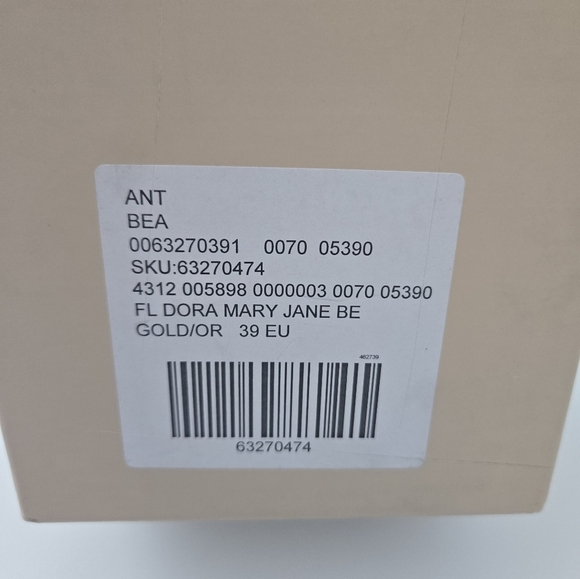 ANT
BEA
0063270391 0070 05390
SKU:63270474
4312 005898 0000003 0070 05390
FL DORA MARY JANE BE
GOLD/OR 39 EU
462739
63270474